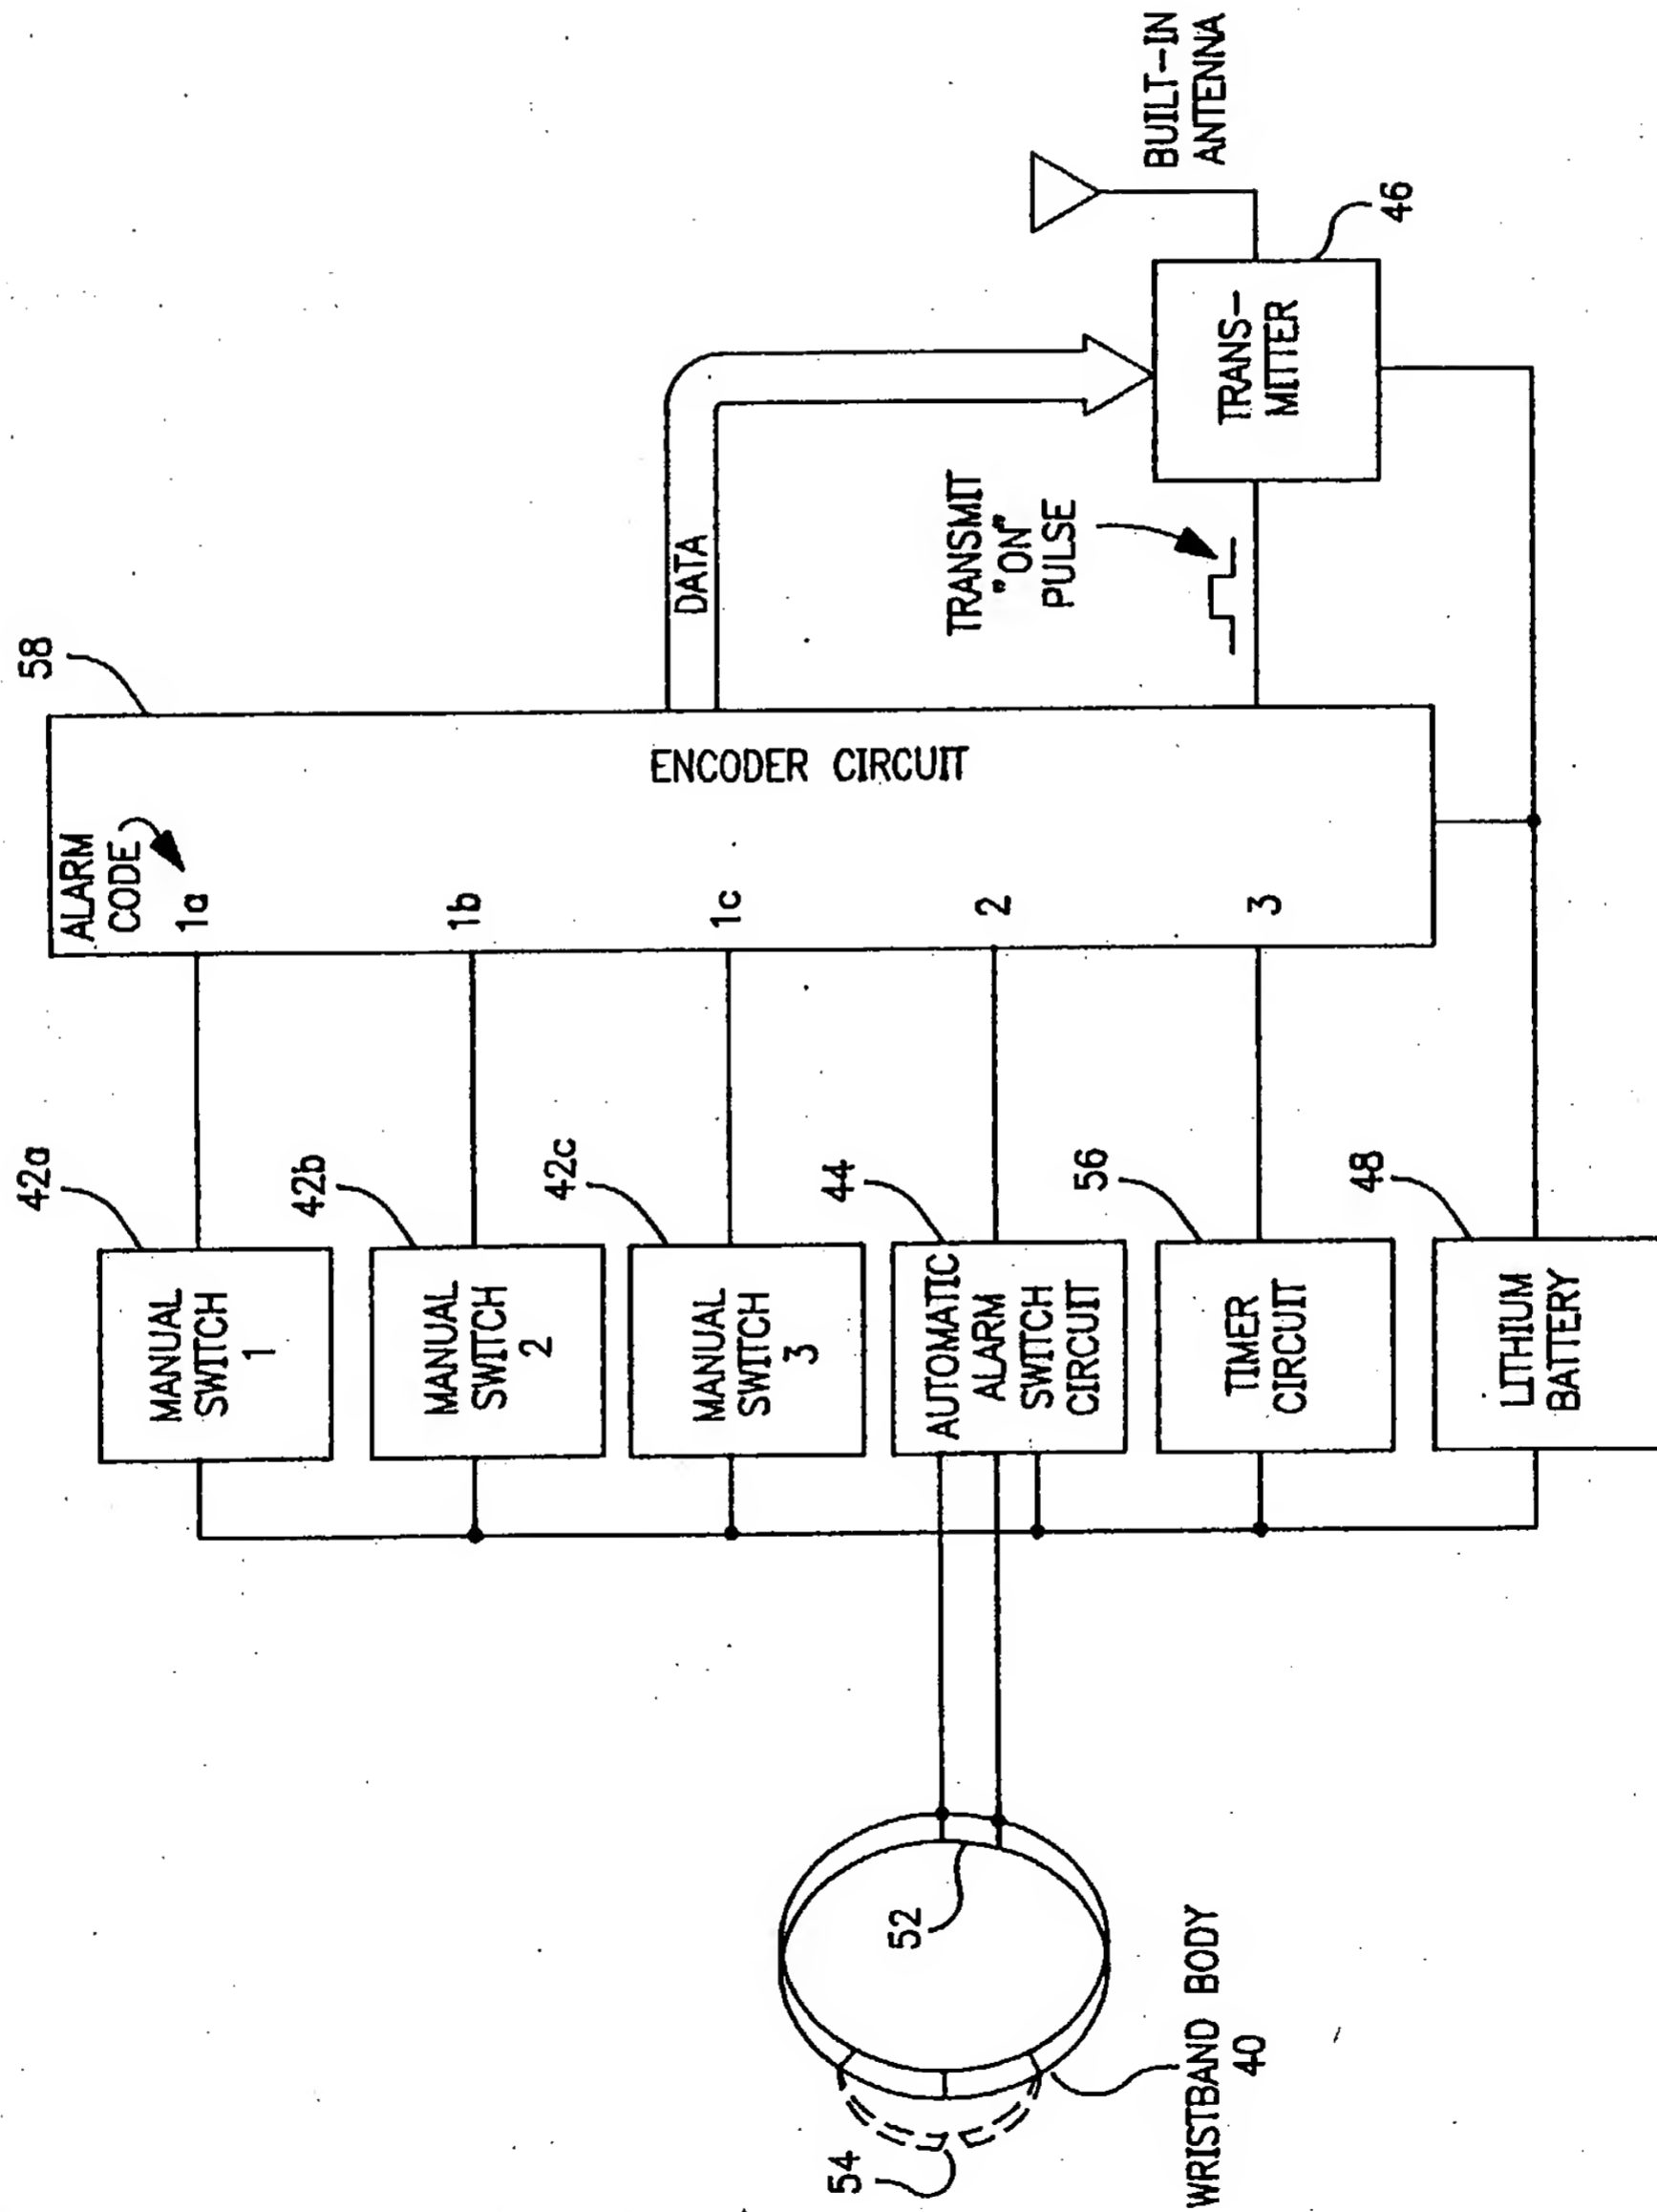 58
ALARM
CODE
1a
1b
1c
2
3
ENCODER CIRCUIT
DATA
TRANSMIT
"ON"
PULSE
TRANS-
MITTER
46
BUILT-IN
ANTENNA
42a
MANUAL
SWITCH
1
42b
MANUAL
SWITCH
2
42c
MANUAL
SWITCH
3
44
AUTOMATIC
ALARM
SWITCH
CIRCUIT
56
TIMER
CIRCUIT
48
LITHIUM
BATTERY
52
54
WRISTBAND BODY
40